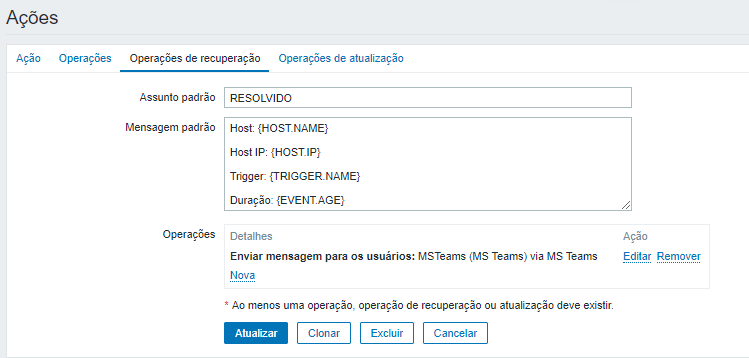 Ações
Ação Operações Operações de recuperação Operações de atualização
Assunto padrão RESOLVIDO
Mensagem padrão Host: {HOST.NAME}
Host IP: {HOST.IP}
Trigger: {TRIGGER.NAME}
Duração: {EVENT.AGE}
Operações Detalhes Ação
Enviar mensagem para os usuários: MSTeams (MS Teams) via MS Teams Editar Remover
Nova
* Ao menos uma operação, operação de recuperação ou atualização deve existir.
Atualizar Clonar Excluir Cancelar